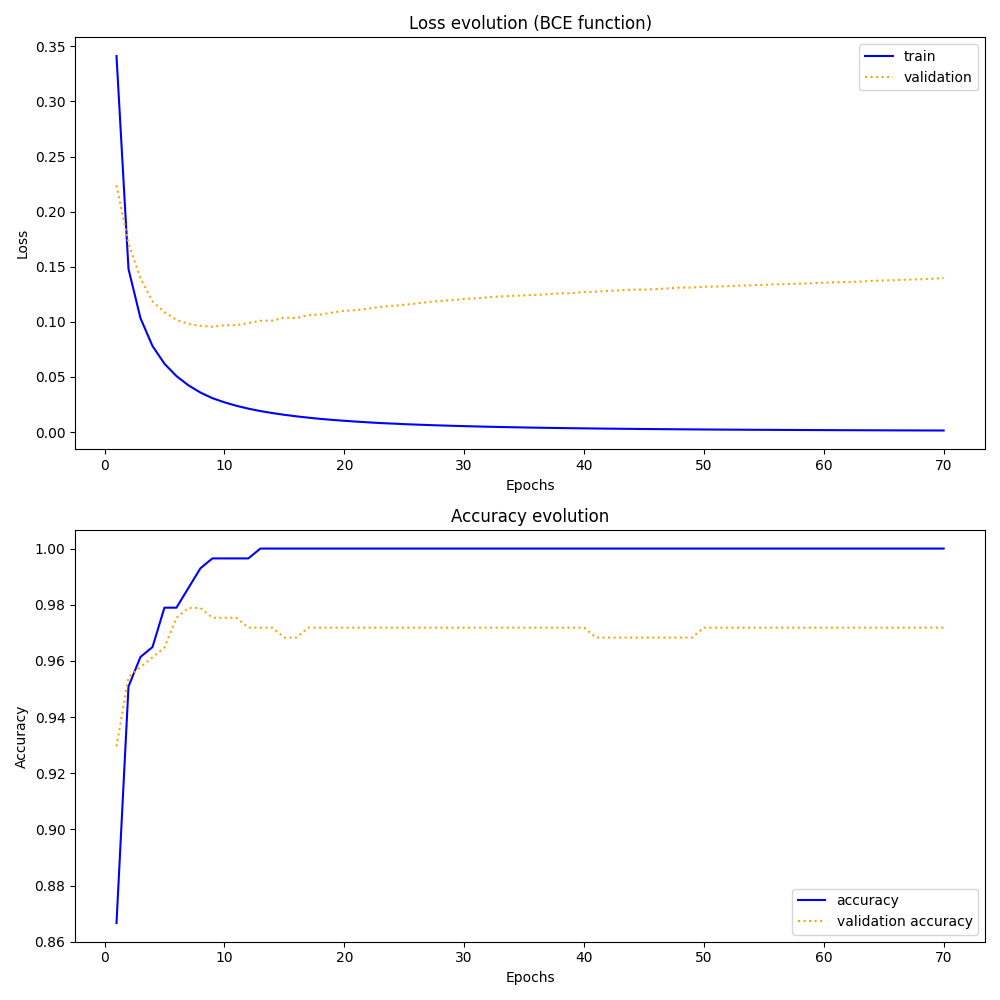 Loss evolution (BCE function)
0.35
0.30
0.25
0.20
0.15
0.10
0.05
0.00
Loss
train
validation
0 10 20 30 40 50 60 70
Epochs
Accuracy evolution
1.00
0.98
0.96
0.94
0.92
0.90
0.88
0.86
Accuracy
accuracy
validation accuracy
0 10 20 30 40 50 60 70
Epochs